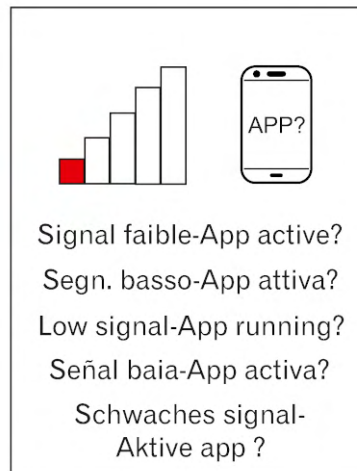 APP?
Signal faible-App active?
Segn. basso-App attiva?
Low signal-App running?
Señal baia-App activa?
Schwaches signal-
Aktive app ?